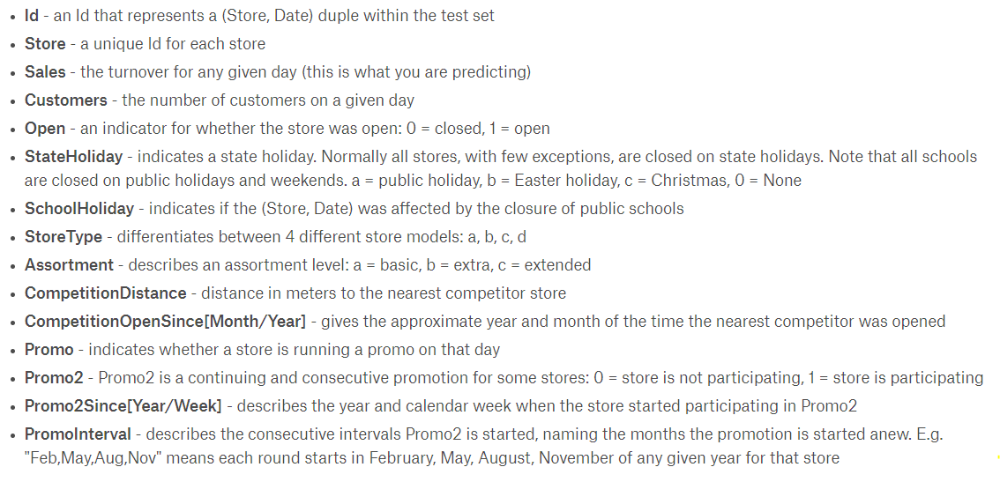 • Id - an Id that represents a (Store, Date) duple within the test set
• Store - a unique Id for each store
• Sales - the turnover for any given day (this is what you are predicting)
• Customers - the number of customers on a given day
• Open - an indicator for whether the store was open: 0 = closed, 1 = open
• StateHoliday - indicates a state holiday. Normally all stores, with few exceptions, are closed on state holidays. Note that all schools
are closed on public holidays and weekends. a = public holiday, b = Easter holiday, c = Christmas, 0 = None
• SchoolHoliday - indicates if the (Store, Date) was affected by the closure of public schools
• StoreType - differentiates between 4 different store models: a, b, c, d
• Assortment - describes an assortment level: a = basic, b = extra, c = extended
• CompetitionDistance - distance in meters to the nearest competitor store
• CompetitionOpenSince[Month/Year] - gives the approximate year and month of the time the nearest competitor was opened
• Promo - indicates whether a store is running a promo on that day
• Promo2 - Promo2 is a continuing and consecutive promotion for some stores: 0 = store is not participating, 1 = store is participating
• Promo2Since[Year/Week] - describes the year and calendar week when the store started participating in Promo2
• PromoInterval - describes the consecutive intervals Promo2 is started, naming the months the promotion is started anew. E.g.
"Feb,May,Aug,Nov" means each round starts in February, May, August, November of any given year for that store